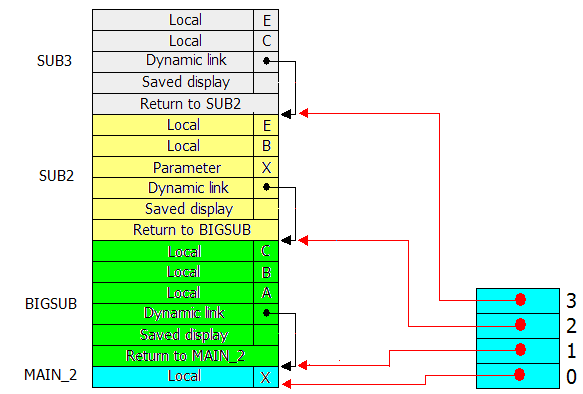 Local E
Local C
SUB3 Dynamic link
Saved display
Return to SUB2
Local E
Local B
SUB2 Parameter X
Dynamic link
Saved display
Return to BIGSUB
Local C
Local B
Local A
BIGSUB Dynamic link
Saved display
Return to MAIN_2
MAIN_2 Local X
3
2
1
0